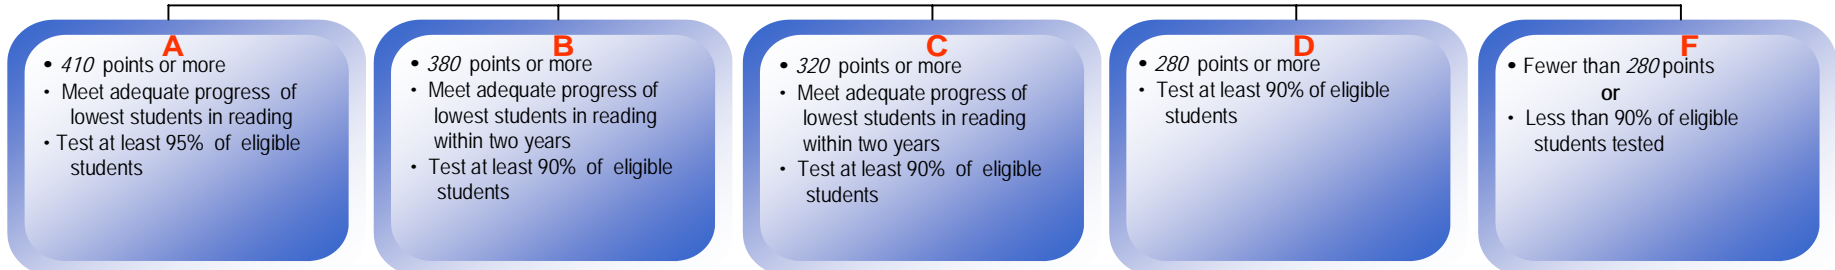 A
• 410 points or more
• Meet adequate progress of
lowest students in reading
• Test at least 95% of eligible
students
B
• 380 points or more
• Meet adequate progress of
lowest students in reading
within two years
• Test at least 90% of eligible
students
C
• 320 points or more
• Meet adequate progress of
lowest students in reading
within two years
• Test at least 90% of eligible
students
D
• 280 points or more
• Test at least 90% of eligible
students
F
• Fewer than 280 points
or
• Less than 90% of eligible
students tested